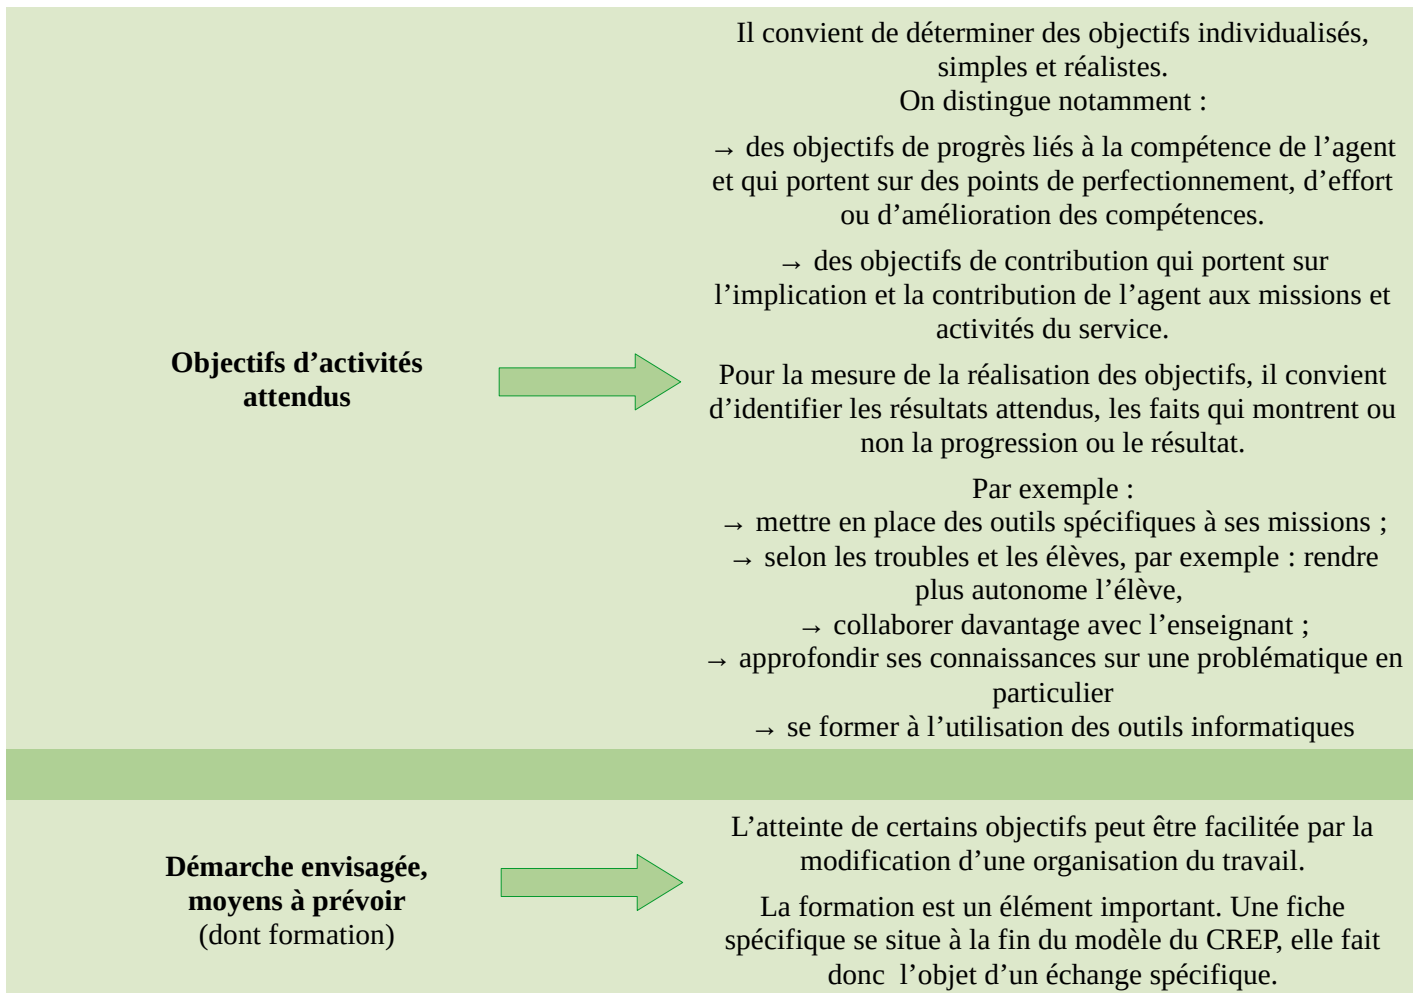 Il convient de déterminer des objectifs individualisés,
simples et réalistes.
On distingue notamment :
→ des objectifs de progrès liés à la compétence de l’agent
et qui portent sur des points de perfectionnement, d’effort
ou d’amélioration des compétences.
→ des objectifs de contribution qui portent sur
l’implication et la contribution de l’agent aux missions et
activités du service.
Objectifs d’activités
attendus
Pour la mesure de la réalisation des objectifs, il convient
d’identifier les résultats attendus, les faits qui montrent ou
non la progression ou le résultat.
Par exemple :
→ mettre en place des outils spécifiques à ses missions ;
→ selon les troubles et les élèves, par exemple : rendre
plus autonome l’élève,
→ collaborer davantage avec l’enseignant ;
→ approfondir ses connaissances sur une problématique en
particulier
→ se former à l’utilisation des outils informatiques
Démarche envisagée,
moyens à prévoir
(dont formation)
L’atteinte de certains objectifs peut être facilitée par la
modification d’une organisation du travail.
La formation est un élément important. Une fiche
spécifique se situe à la fin du modèle du CREP, elle fait
donc  l’objet d’un échange spécifique.